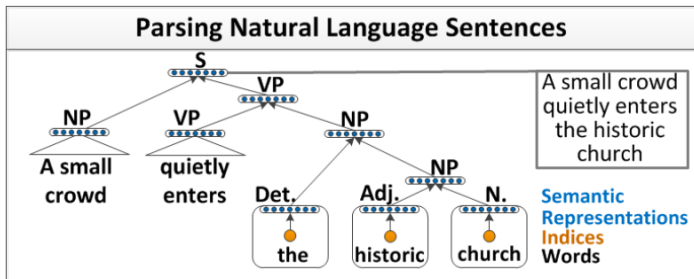 Parsing Natural Language Sentences
S
VP
NP
VP
NP
A small
crowd
quietly
enters
NP
Det.
Adj.
N.
the
historic
church
A small crowd
quietly enters
the historic
church
Semantic
Representations
Indices
Words